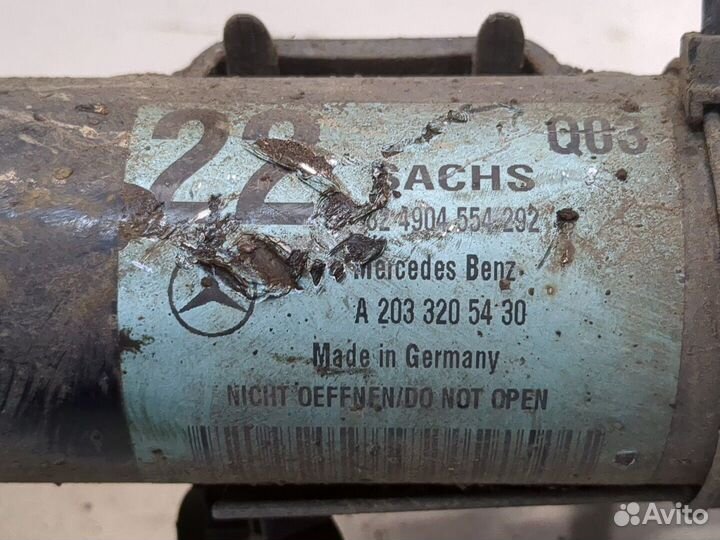 22 Q03
SACHS
4904 554 292
Mercedes Benz
A 203 320 54 30
Made in Germany
NICHT OEFFNEN/DO NOT OPEN
Avito